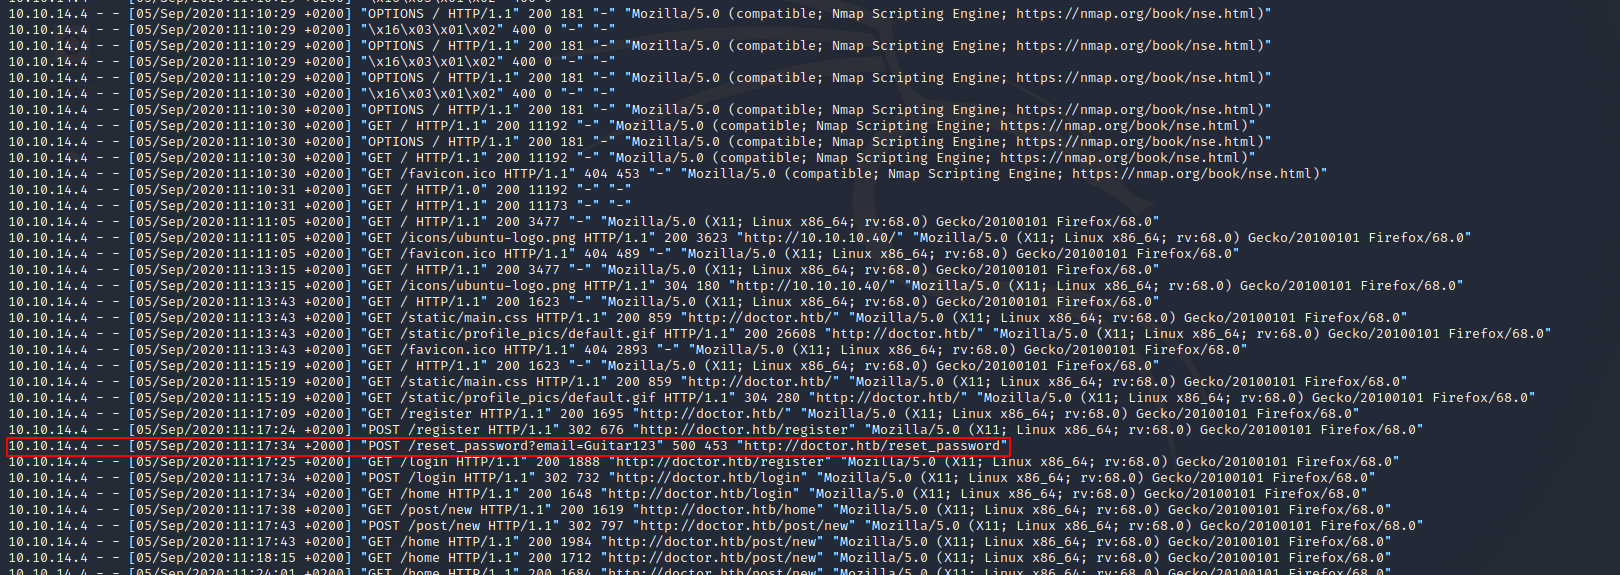 10.10.14.4 - - [05/Sep/2020:11:10:29 +0200] "\x16\x03\x01\x02" 400 0 "-" "-"
10.10.14.4 - - [05/Sep/2020:11:10:29 +0200] "OPTIONS / HTTP/1.1" 200 181 "-" "Mozilla/5.0 (compatible; Nmap Scripting Engine; https://nmap.org/book/nse.html)"
10.10.14.4 - - [05/Sep/2020:11:10:29 +0200] "\x16\x03\x01\x02" 400 0 "-" "-"
10.10.14.4 - - [05/Sep/2020:11:10:29 +0200] "OPTIONS / HTTP/1.1" 200 181 "-" "Mozilla/5.0 (compatible; Nmap Scripting Engine; https://nmap.org/book/nse.html)"
10.10.14.4 - - [05/Sep/2020:11:10:29 +0200] "\x16\x03\x01\x02" 400 0 "-" "-"
10.10.14.4 - - [05/Sep/2020:11:10:29 +0200] "OPTIONS / HTTP/1.1" 200 181 "-" "Mozilla/5.0 (compatible; Nmap Scripting Engine; https://nmap.org/book/nse.html)"
10.10.14.4 - - [05/Sep/2020:11:10:30 +0200] "\x16\x03\x01\x02" 400 0 "-" "-"
10.10.14.4 - - [05/Sep/2020:11:10:30 +0200] "OPTIONS / HTTP/1.1" 200 181 "-" "Mozilla/5.0 (compatible; Nmap Scripting Engine; https://nmap.org/book/nse.html)"
10.10.14.4 - - [05/Sep/2020:11:10:30 +0200] "GET / HTTP/1.1" 200 11192 "-" "Mozilla/5.0 (compatible; Nmap Scripting Engine; https://nmap.org/book/nse.html)"
10.10.14.4 - - [05/Sep/2020:11:10:30 +0200] "OPTIONS / HTTP/1.1" 200 181 "-" "Mozilla/5.0 (compatible; Nmap Scripting Engine; https://nmap.org/book/nse.html)"
10.10.14.4 - - [05/Sep/2020:11:10:30 +0200] "GET / HTTP/1.1" 200 11192 "-" "Mozilla/5.0 (compatible; Nmap Scripting Engine; https://nmap.org/book/nse.html)"
10.10.14.4 - - [05/Sep/2020:11:10:30 +0200] "GET /favicon.ico HTTP/1.1" 404 453 "-" "Mozilla/5.0 (compatible; Nmap Scripting Engine; https://nmap.org/book/nse.html)"
10.10.14.4 - - [05/Sep/2020:11:10:31 +0200] "GET / HTTP/1.0" 200 11192 "-" "-"
10.10.14.4 - - [05/Sep/2020:11:10:31 +0200] "GET / HTTP/1.1" 200 11173 "-" "-"
10.10.14.4 - - [05/Sep/2020:11:11:05 +0200] "GET / HTTP/1.1" 200 3477 "-" "Mozilla/5.0 (X11; Linux x86_64; rv:68.0) Gecko/20100101 Firefox/68.0"
10.10.14.4 - - [05/Sep/2020:11:11:05 +0200] "GET /icons/ubuntu-logo.png HTTP/1.1" 200 3623 "http://10.10.10.40/" "Mozilla/5.0 (X11; Linux x86_64; rv:68.0) Gecko/20100101 Firefox/68.0"
10.10.14.4 - - [05/Sep/2020:11:11:05 +0200] "GET /favicon.ico HTTP/1.1" 404 489 "-" "Mozilla/5.0 (X11; Linux x86_64; rv:68.0) Gecko/20100101 Firefox/68.0"
10.10.14.4 - - [05/Sep/2020:11:13:15 +0200] "GET / HTTP/1.1" 200 3477 "-" "Mozilla/5.0 (X11; Linux x86_64; rv:68.0) Gecko/20100101 Firefox/68.0"
10.10.14.4 - - [05/Sep/2020:11:13:15 +0200] "GET /icons/ubuntu-logo.png HTTP/1.1" 304 180 "http://10.10.10.40/" "Mozilla/5.0 (X11; Linux x86_64; rv:68.0) Gecko/20100101 Firefox/68.0"
10.10.14.4 - - [05/Sep/2020:11:13:43 +0200] "GET / HTTP/1.1" 200 1623 "-" "Mozilla/5.0 (X11; Linux x86_64; rv:68.0) Gecko/20100101 Firefox/68.0"
10.10.14.4 - - [05/Sep/2020:11:13:43 +0200] "GET /static/main.css HTTP/1.1" 200 859 "http://doctor.htb/" "Mozilla/5.0 (X11; Linux x86_64; rv:68.0) Gecko/20100101 Firefox/68.0"
10.10.14.4 - - [05/Sep/2020:11:13:43 +0200] "GET /static/profile_pics/default.gif HTTP/1.1" 200 26608 "http://doctor.htb/" "Mozilla/5.0 (X11; Linux x86_64; rv:68.0) Gecko/20100101 Firefox/68.0"
10.10.14.4 - - [05/Sep/2020:11:13:43 +0200] "GET /favicon.ico HTTP/1.1" 404 2893 "-" "Mozilla/5.0 (X11; Linux x86_64; rv:68.0) Gecko/20100101 Firefox/68.0"
10.10.14.4 - - [05/Sep/2020:11:15:19 +0200] "GET / HTTP/1.1" 200 1623 "-" "Mozilla/5.0 (X11; Linux x86_64; rv:68.0) Gecko/20100101 Firefox/68.0"
10.10.14.4 - - [05/Sep/2020:11:15:19 +0200] "GET /static/main.css HTTP/1.1" 200 859 "http://doctor.htb/" "Mozilla/5.0 (X11; Linux x86_64; rv:68.0) Gecko/20100101 Firefox/68.0"
10.10.14.4 - - [05/Sep/2020:11:15:19 +0200] "GET /static/profile_pics/default.gif HTTP/1.1" 304 280 "http://doctor.htb/" "Mozilla/5.0 (X11; Linux x86_64; rv:68.0) Gecko/20100101 Firefox/68.0"
10.10.14.4 - - [05/Sep/2020:11:17:09 +0200] "GET /register HTTP/1.1" 200 1695 "http://doctor.htb/" "Mozilla/5.0 (X11; Linux x86_64; rv:68.0) Gecko/20100101 Firefox/68.0"
10.10.14.4 - - [05/Sep/2020:11:17:24 +0200] "POST /register HTTP/1.1" 302 676 "http://doctor.htb/register" "Mozilla/5.0 (X11; Linux x86_64; rv:68.0) Gecko/20100101 Firefox/68.0"
10.10.14.4 - - [05/Sep/2020:11:17:34 +2000] "POST /reset_password?email=Guitar123" 500 453 "http://doctor.htb/reset_password"
10.10.14.4 - - [05/Sep/2020:11:17:25 +0200] "GET /login HTTP/1.1" 200 1888 "http://doctor.htb/register" "Mozilla/5.0 (X11; Linux x86_64; rv:68.0) Gecko/20100101 Firefox/68.0"
10.10.14.4 - - [05/Sep/2020:11:17:34 +0200] "POST /login HTTP/1.1" 302 732 "http://doctor.htb/login" "Mozilla/5.0 (X11; Linux x86_64; rv:68.0) Gecko/20100101 Firefox/68.0"
10.10.14.4 - - [05/Sep/2020:11:17:34 +0200] "GET /home HTTP/1.1" 200 1648 "http://doctor.htb/login" "Mozilla/5.0 (X11; Linux x86_64; rv:68.0) Gecko/20100101 Firefox/68.0"
10.10.14.4 - - [05/Sep/2020:11:17:38 +0200] "GET /post/new HTTP/1.1" 200 1619 "http://doctor.htb/home" "Mozilla/5.0 (X11; Linux x86_64; rv:68.0) Gecko/20100101 Firefox/68.0"
10.10.14.4 - - [05/Sep/2020:11:17:43 +0200] "POST /post/new HTTP/1.1" 302 797 "http://doctor.htb/post/new" "Mozilla/5.0 (X11; Linux x86_64; rv:68.0) Gecko/20100101 Firefox/68.0"
10.10.14.4 - - [05/Sep/2020:11:17:43 +0200] "GET /home HTTP/1.1" 200 1984 "http://doctor.htb/post/new" "Mozilla/5.0 (X11; Linux x86_64; rv:68.0) Gecko/20100101 Firefox/68.0"
10.10.14.4 - - [05/Sep/2020:11:18:15 +0200] "GET /home HTTP/1.1" 200 1712 "http://doctor.htb/post/new" "Mozilla/5.0 (X11; Linux x86_64; rv:68.0) Gecko/20100101 Firefox/68.0"
10.10.14.4 - - [05/Sep/2020:11:24:01 +0200] "GET /home HTTP/1.1" 200 1684 "http://doctor.htb/post/new" "Mozilla/5.0 (X11; Linux x86_64; rv:68.0) Gecko/20100101 Firefox/68.0"